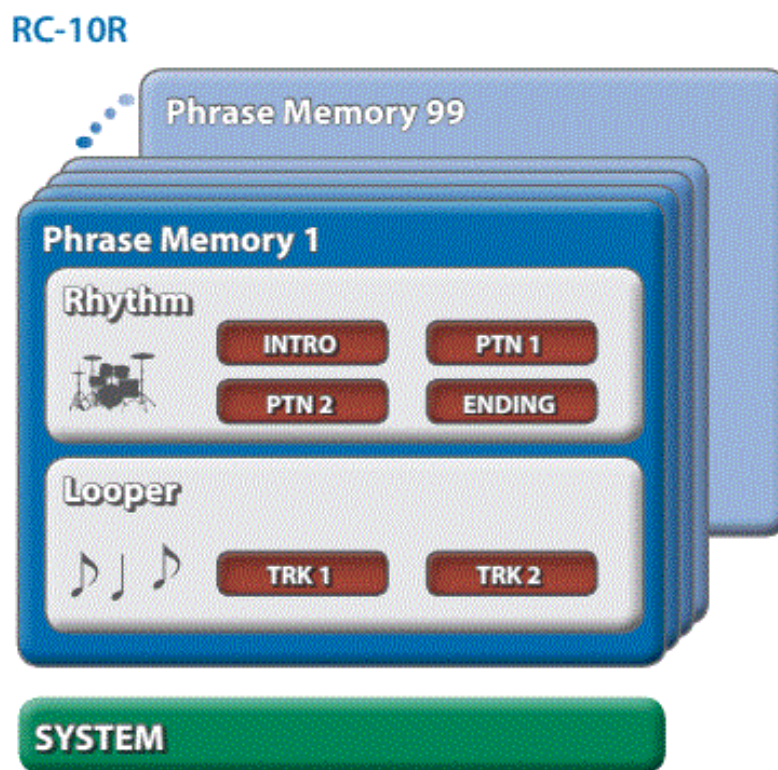 RC-10R
Phrase Memory 99
Phrase Memory 1
Rhythm
INTRO PTN 1
PTN 2 ENDING
Looper
TRK 1 TRK 2
SYSTEM